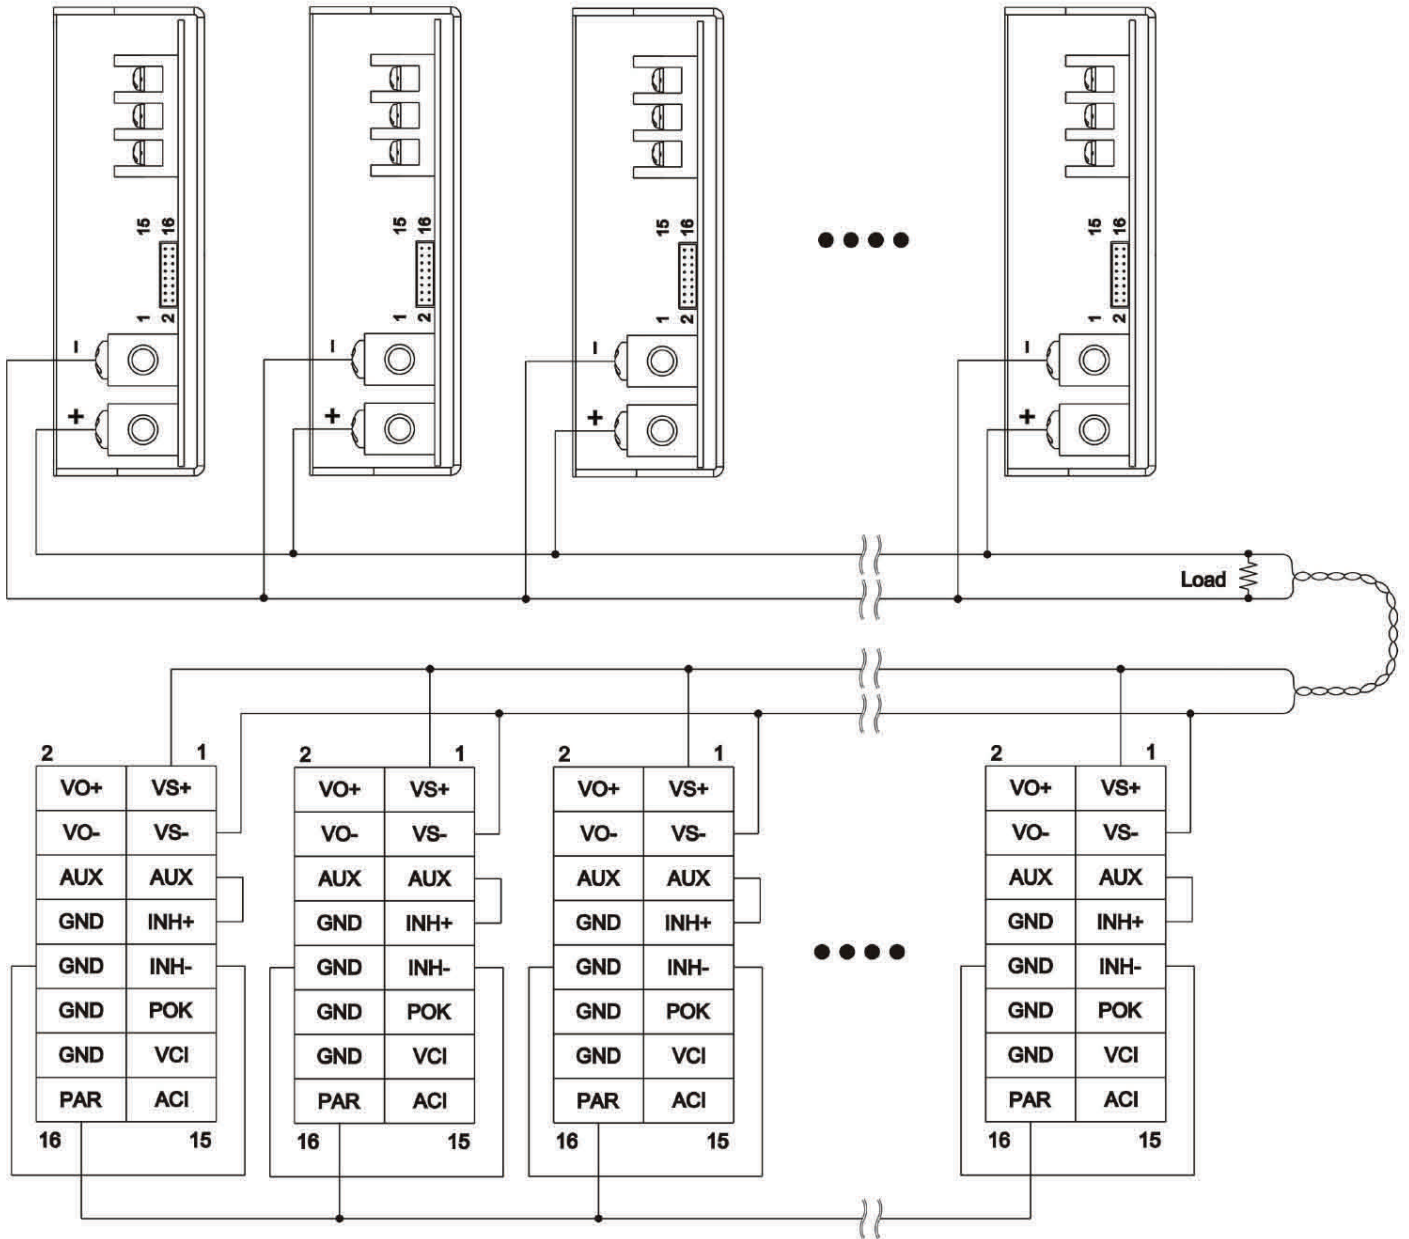 15 16 15 16 15 16 15 16
1 2 1 2 1 2 1 2
- - - -
+ + + +
Load
2 1 2 1 2 1 2 1
VO+ VS+ VO+ VS+ VO+ VS+ VO+ VS+
VO- VS- VO- VS- VO- VS- VO- VS-
AUX AUX AUX AUX AUX AUX AUX AUX
GND INH+ GND INH+ GND INH+ GND INH+
GND INH- GND INH- GND INH- GND INH-
GND POK GND POK GND POK GND POK
GND VCI GND VCI GND VCI GND VCI
PAR ACI PAR ACI PAR ACI PAR ACI
16 15 16 15 16 15 16 15